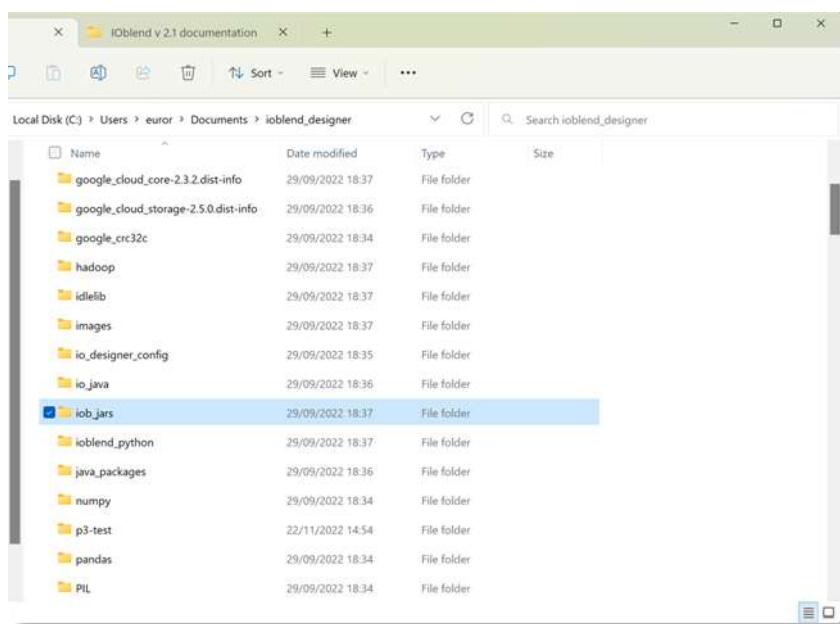 IOblend v 2.1 documentation
Sort View
Local Disk (C:) > Users > euror > Documents > ioblend_designer Search ioblend_designer
Name Date modified Type Size
google_cloud_core-2.3.2.dist-info 29/09/2022 18:37 File folder
google_cloud_storage-2.5.0.dist-info 29/09/2022 18:36 File folder
google_crc32c 29/09/2022 18:34 File folder
hadoop 29/09/2022 18:37 File folder
idlelib 29/09/2022 18:37 File folder
images 29/09/2022 18:37 File folder
io_designer_config 29/09/2022 18:35 File folder
io_java 29/09/2022 18:36 File folder
iob_jars 29/09/2022 18:37 File folder
ioblend_python 29/09/2022 18:37 File folder
java_packages 29/09/2022 18:36 File folder
numpy 29/09/2022 18:34 File folder
p3-test 22/11/2022 14:54 File folder
pandas 29/09/2022 18:34 File folder
PIL 29/09/2022 18:34 File folder